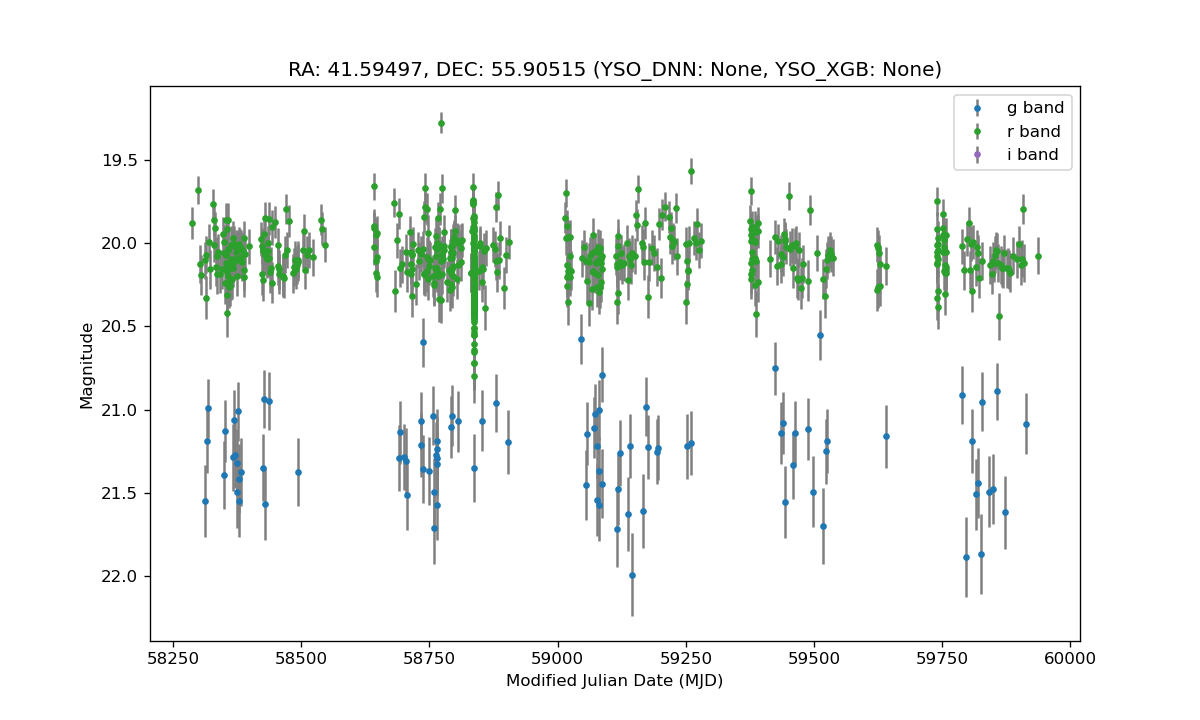 RA: 41.59497, DEC: 55.90515 (YSO_DNN: None, YSO_XGB: None)
g band
r band
i band
19.5
20.0
20.5
21.0
21.5
22.0
Magnitude
58250 58500 58750 59000 59250 59500 59750 60000
Modified Julian Date (MJD)